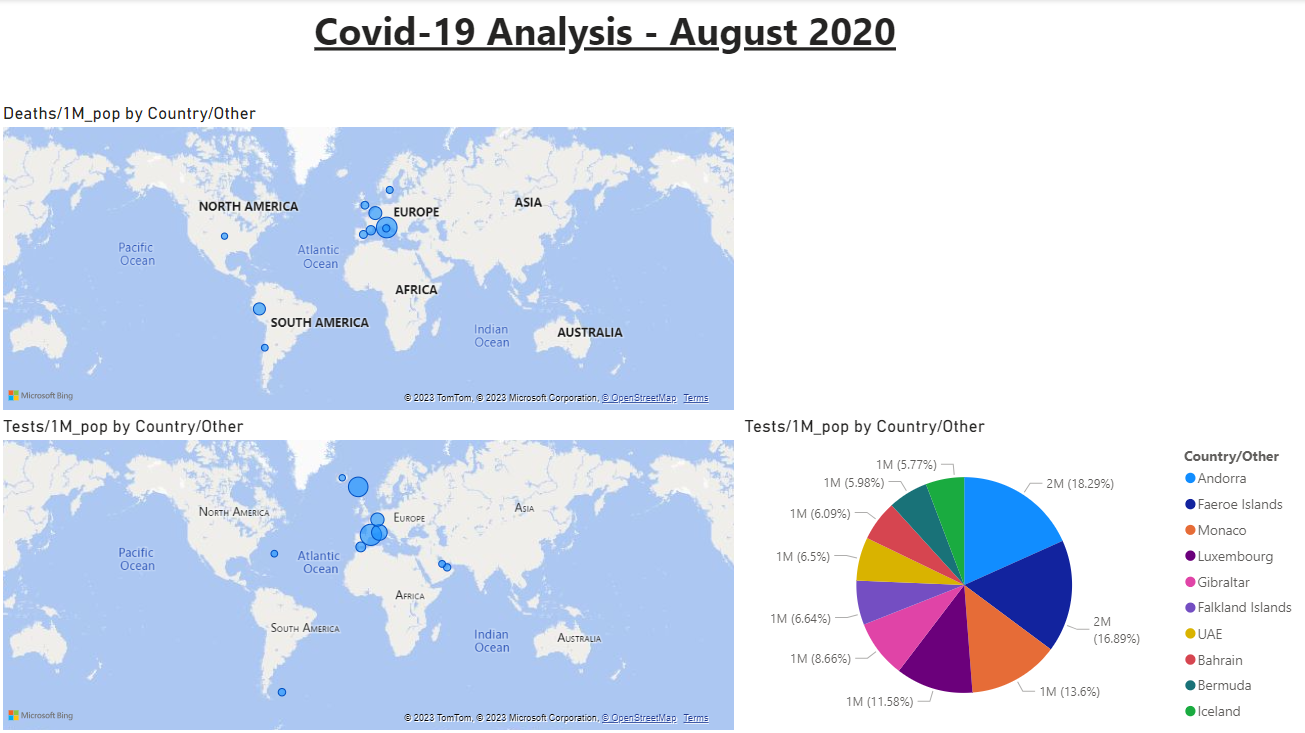 Covid-19 Analysis - August 2020
Deaths/1M_pop by Country/Other
NORTH AMERICA
EUROPE
ASIA
Pacific
Ocean
Atlantic
Ocean
AFRICA
SOUTH AMERICA
Indian
Ocean
AUSTRALIA
Microsoft Bing
© 2023 TomTom, © 2023 Microsoft Corporation, © OpenStreetMap Terms
Tests/1M_pop by Country/Other
NORTH AMERICA
EUROPE
ASIA
Pacific
Ocean
Atlantic
Ocean
AFRICA
SOUTH AMERICA
Indian
Ocean
AUSTRALIA
Microsoft Bing
© 2023 TomTom, © 2023 Microsoft Corporation, © OpenStreetMap Terms
Tests/1M_pop by Country/Other
2M (18.29%)
2M
(16.89%)
1M (13.6%)
1M (11.58%)
1M (8.66%)
1M (6.64%)
1M (6.5%)
1M (6.09%)
1M (5.98%)
1M (5.77%)
Country/Other
Andorra
Faeroe Islands
Monaco
Luxembourg
Gibraltar
Falkland Islands
UAE
Bahrain
Bermuda
Iceland